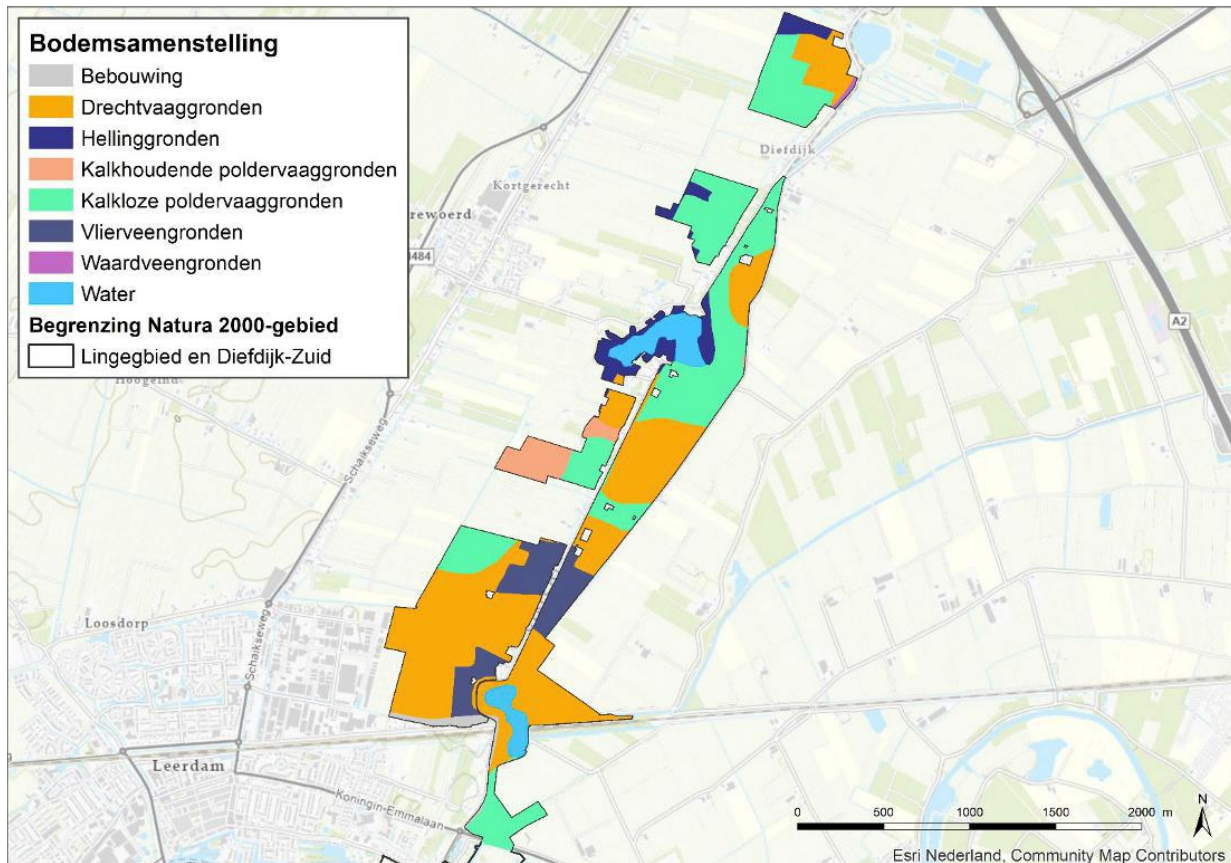 Bodemsamenstelling
Bebouwing
Drechtvaaggronden
Hellinggronden
Kalkhoudende poldervaaggronden
Kalkloze poldervaaggronden
Vlierveengronden
Waardveengronden
Water
Begrenzing Natura 2000-gebied
Lingegbied en Diefdijk-Zuid
Diefdijk
Kortgerecht
rewoerd
N484
A2
Hoogeind
Schaikseweg
Loosdorp
Schaikseweg
Leerdam
Koningin-Emmalaan
0 500 1000 1500 2000 m
N
Esri Nederland, Community Map Contributors